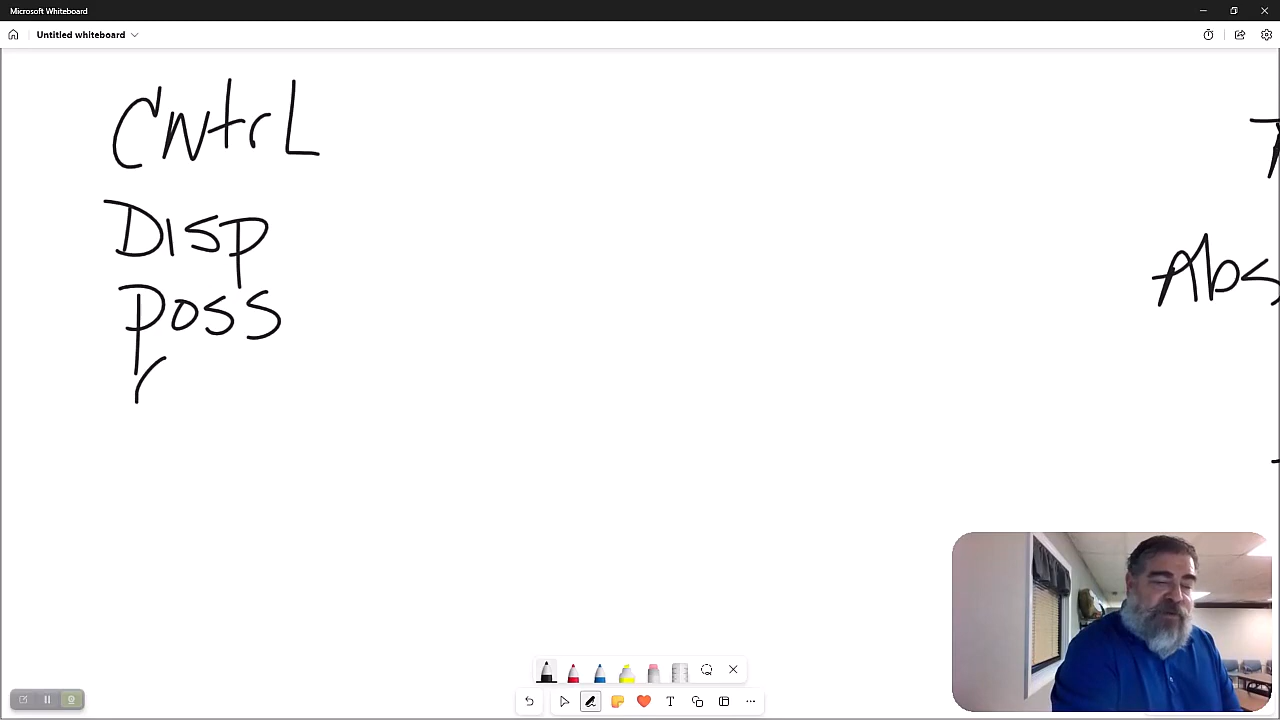 Microsoft Whiteboard
Untitled whiteboard
CNtrL
Disp
Poss
Abs
T